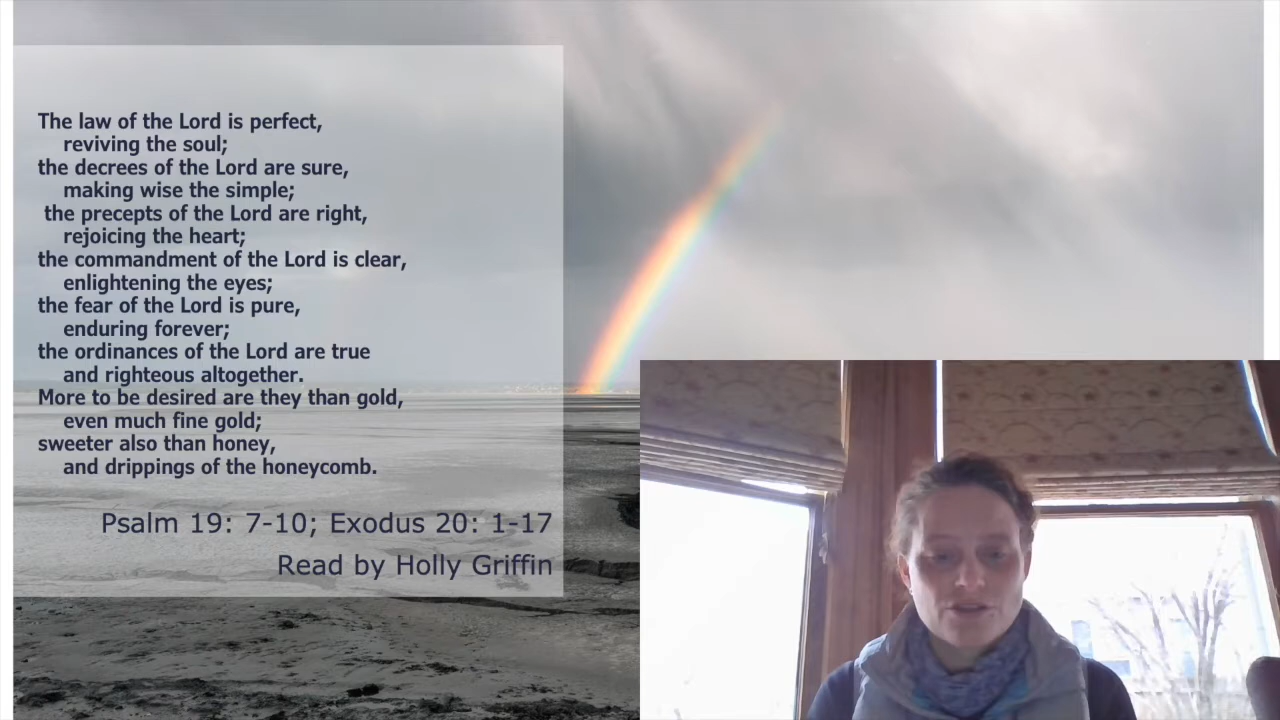 The law of the Lord is perfect,
reviving the soul;
the decrees of the Lord are sure,
making wise the simple;
the precepts of the Lord are right,
rejoicing the heart;
the commandment of the Lord is clear,
enlightening the eyes;
the fear of the Lord is pure,
enduring forever;
the ordinances of the Lord are true
and righteous altogether.
More to be desired are they than gold,
even much fine gold;
sweeter also than honey,
and drippings of the honeycomb.
Psalm 19: 7-10; Exodus 20: 1-17
Read by Holly Griffin